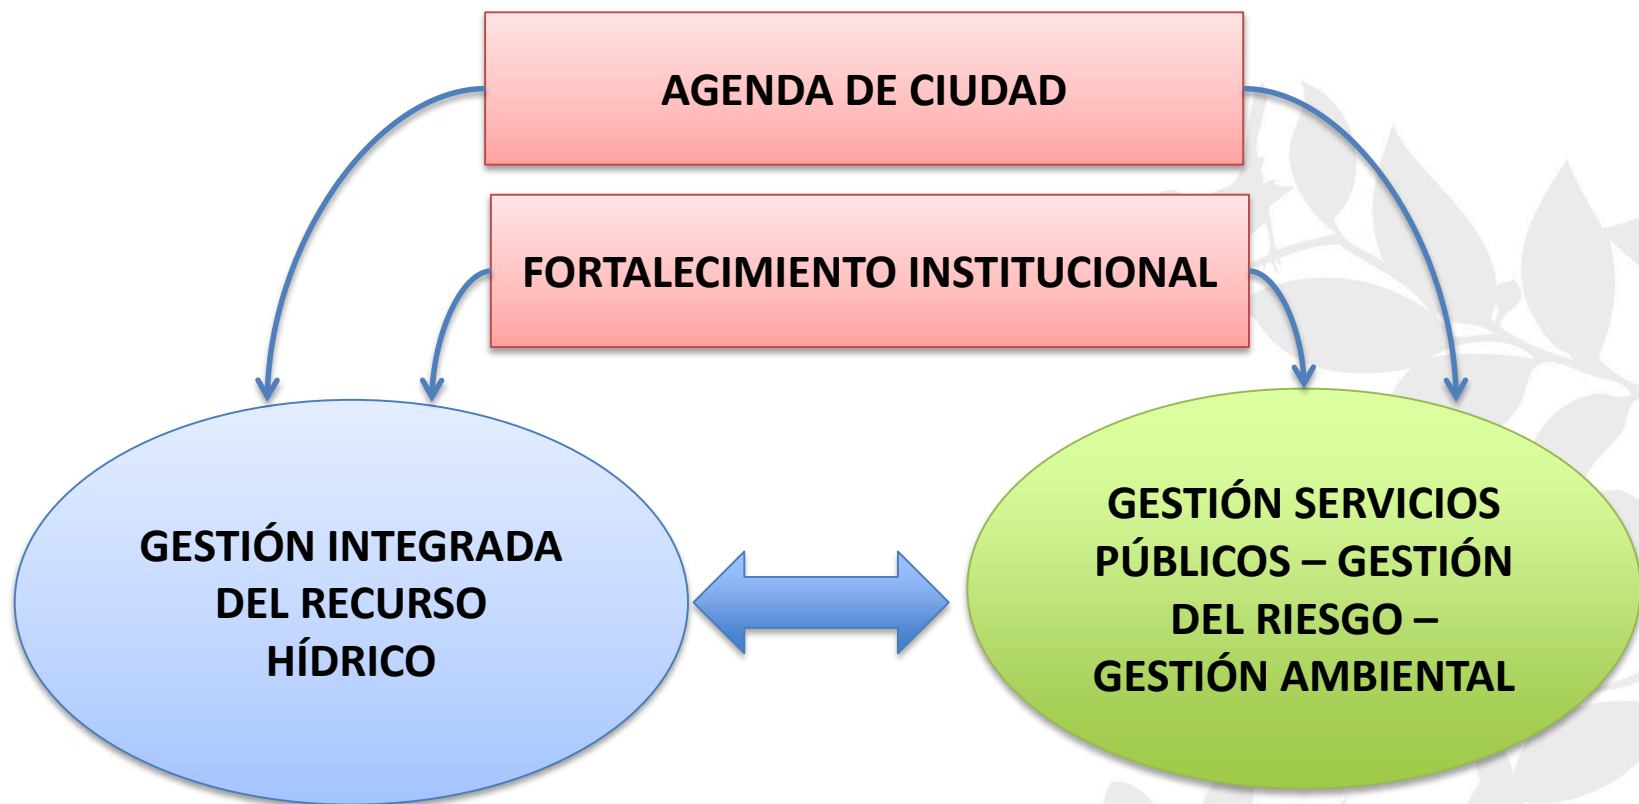 AGENDA DE CIUDAD
FORTALECIMIENTO INSTITUCIONAL
GESTIÓN INTEGRADA
DEL RECURSO
HÍDRICO
GESTIÓN SERVICIOS
PÚBLICOS – GESTIÓN
DEL RIESGO –
GESTIÓN AMBIENTAL